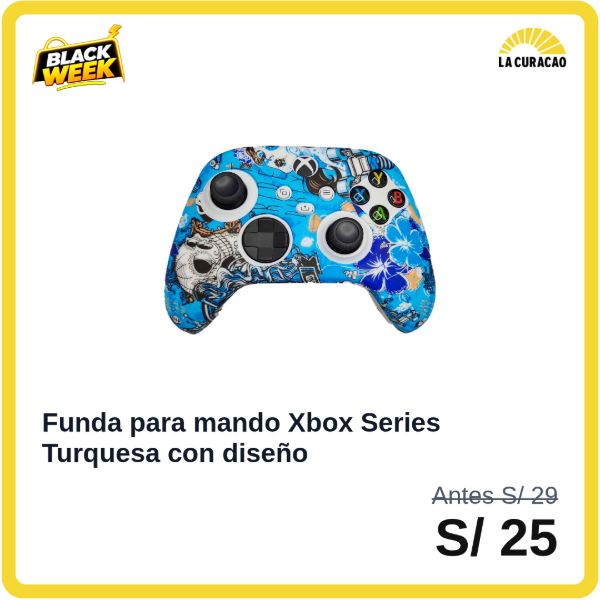 BLACK
WEEK
LA CURACAO
Y
X
B
A
Funda para mando Xbox Series
Turquesa con diseño
Antes S/ 29
S/ 25